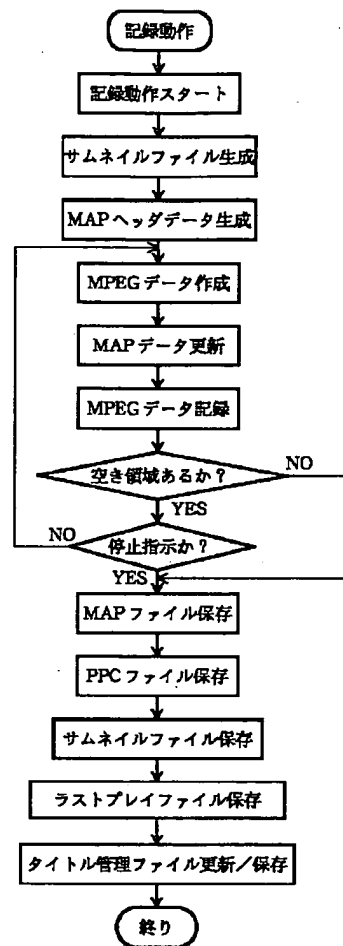 記録動作
記録動作スタート
サムネイルファイル生成
MAPヘッダデータ生成
MPEGデータ作成
MAPデータ更新
MPEGデータ記録
空き領域あるか？
NO
YES
NO
停止指示か？
YES
MAPファイル保存
PPCファイル保存
サムネイルファイル保存
ラストプレイファイル保存
タイトル管理ファイル更新／保存
終り